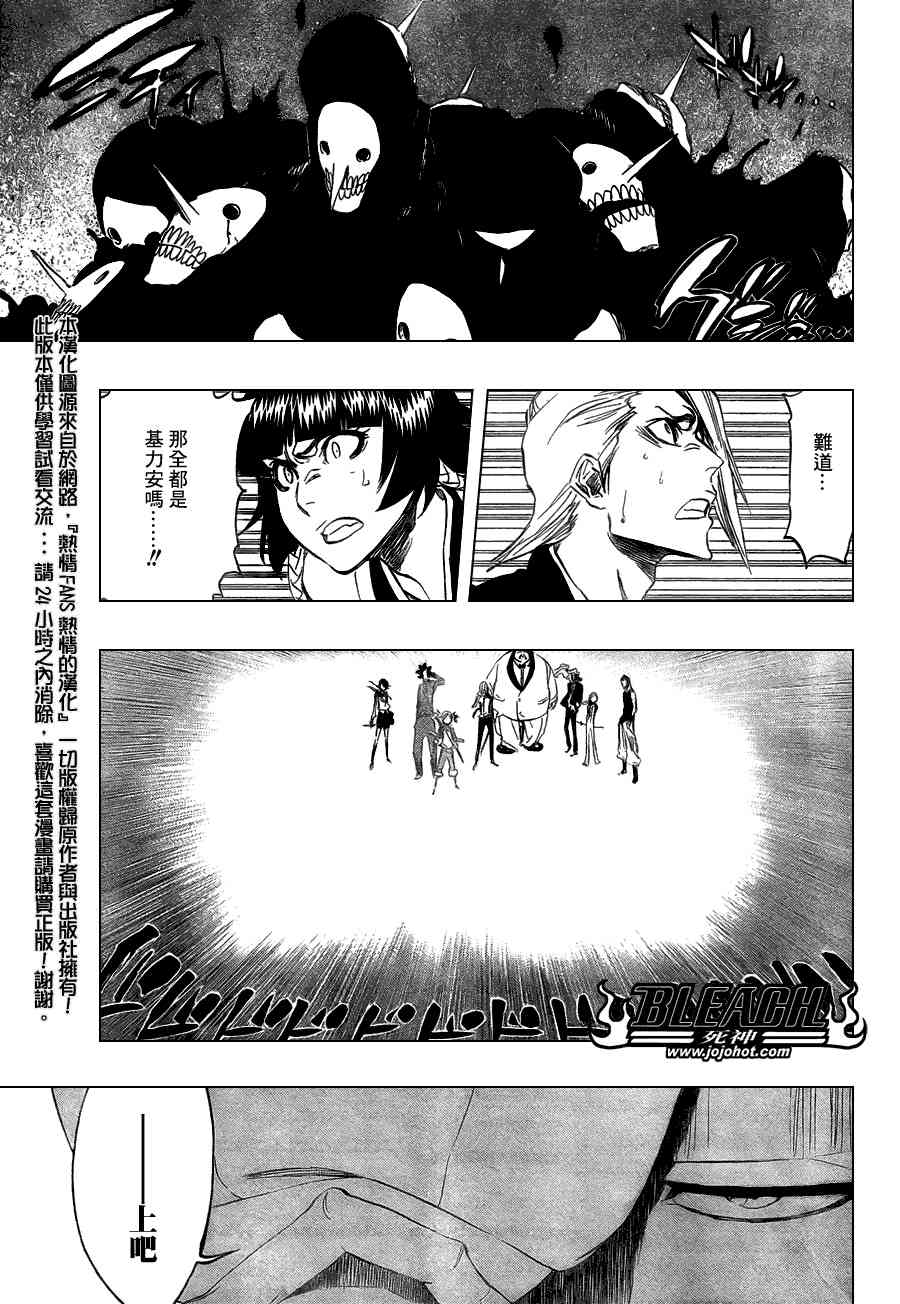 難道…
那全都是
基力安嗎……!!
本漢化圖源來自於網路，『熱情FANS 熱情的漢化』一切版權歸原作者與出版社擁有！
此版本僅供學習試看交流… 請 24 小時之內消除，喜歡這套漫畫請購買正版！謝謝。
BLEACH
死神
www.jojohot.com
——上吧